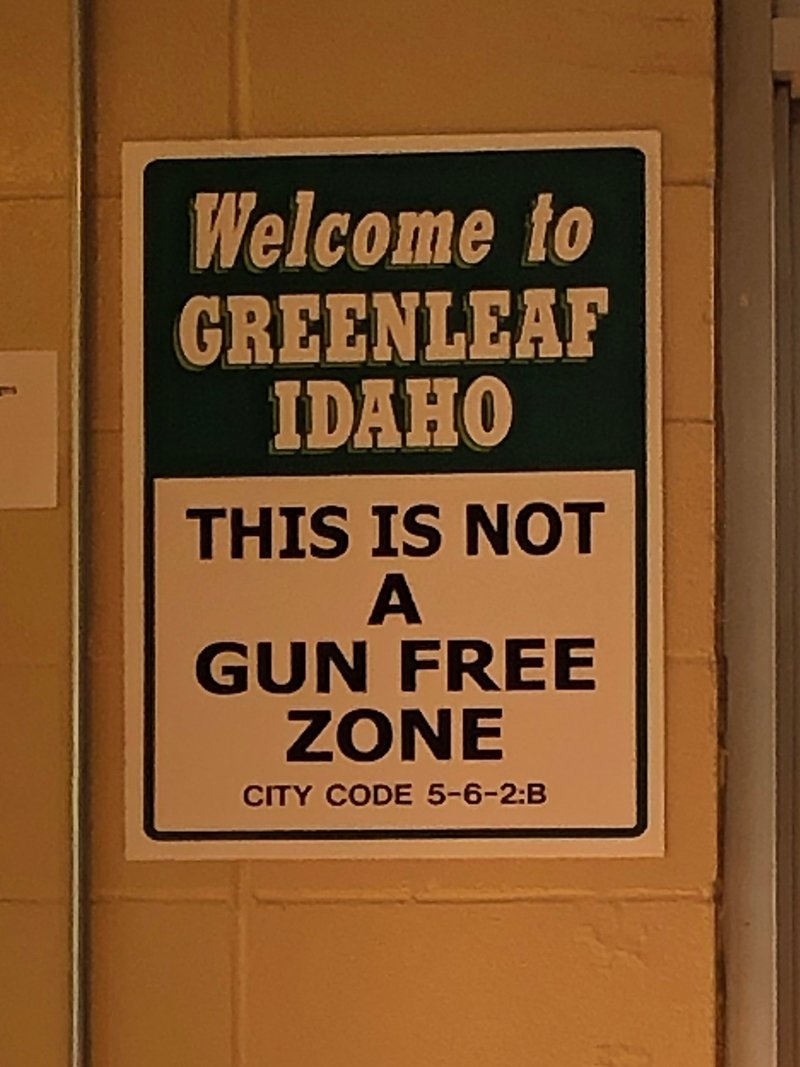 Welcome to
GREENLEAF
IDAHO
THIS IS NOT
A
GUN FREE
ZONE
CITY CODE 5-6-2:B